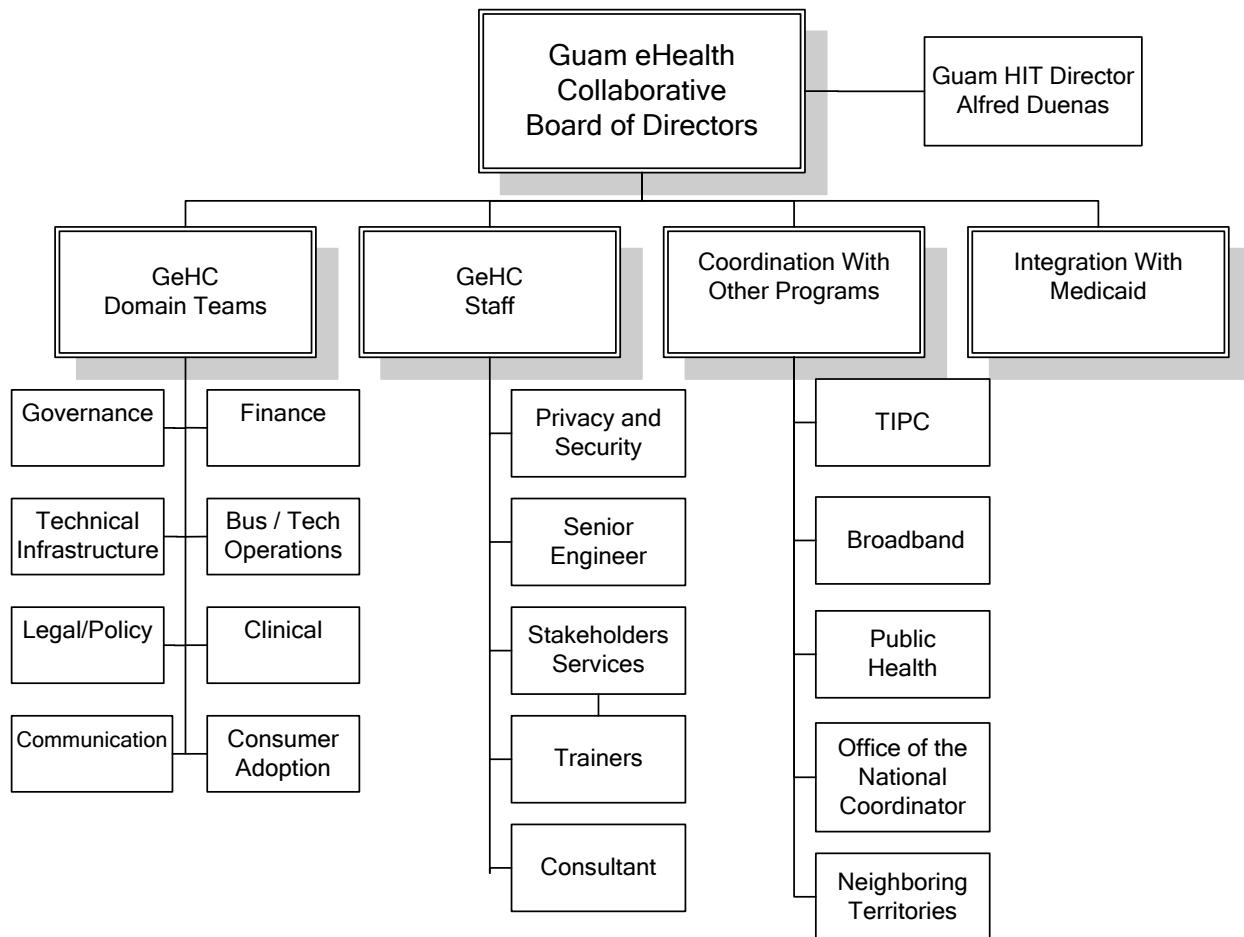 Guam eHealth
Collaborative
Board of Directors
Guam HIT Director
Alfred Duenas
GeHC
Domain Teams
GeHC
Staff
Coordination With
Other Programs
Integration With
Medicaid
Governance
Finance
Technical
Infrastructure
Bus / Tech
Operations
Legal/Policy
Clinical
Communication
Consumer
Adoption
Privacy and
Security
Senior
Engineer
Stakeholders
Services
Trainers
Consultant
TIPC
Broadband
Public
Health
Office of the
National
Coordinator
Neighboring
Territories